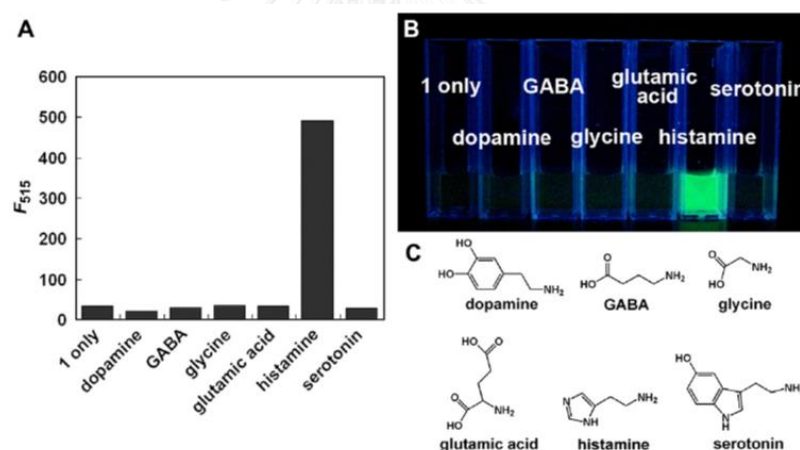 A
600
500
400
300
200
100
0
F515
1 only
dopamine
GABA
glycine
glutamic acid
histamine
serotonin
B
1 only
GABA
glutamic
acid
serotonin
dopamine
glycine
histamine
C
HO
HO
NH2
dopamine
O
HO
NH2
GABA
O
HO
NH2
glycine
HO
O
O
HO
NH2
glutamic acid
N
NH
NH2
histamine
HO
N
H
NH
serotonin